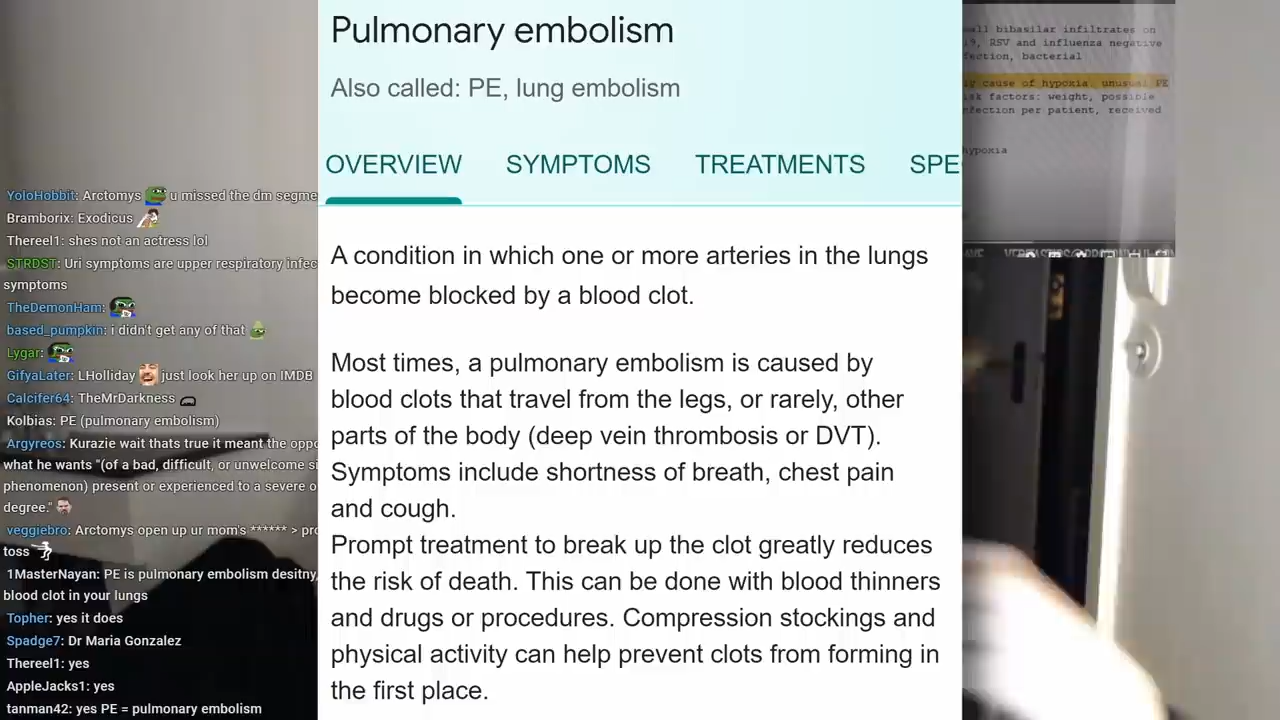 YoloHobbit: Arctomys u missed the dm segme
Bramborix: Exodicus
Thereel1: shes not an actress lol
STRDST: Uri symptoms are upper respiratory infec
symptoms
TheDemonHam:
based_pumpkin: i didn't get any of that
Lygar:
GifyaLater: LHolliday just look her up on IMDB
Calcifer64: TheMrDarkness
Kolbias: PE (pulmonary embolism)
Argyreos: Kurazie wait thats true it meant the oppo
what he wants "(of a bad, difficult, or unwelcome si
phenomenon) present or experienced to a severe o
degree."
veggiebro: Arctomys open up ur mom's ****** > pro
toss
1MasterNayan: PE is pulmonary embolism desitny,
blood clot in your lungs
Topher: yes it does
Spadge7: Dr Maria Gonzalez
Thereel1: yes
AppleJacks1: yes
tanman42: yes PE = pulmonary embolism
Pulmonary embolism
Also called: PE, lung embolism
OVERVIEW SYMPTOMS TREATMENTS SPE
A condition in which one or more arteries in the lungs
become blocked by a blood clot.
Most times, a pulmonary embolism is caused by
blood clots that travel from the legs, or rarely, other
parts of the body (deep vein thrombosis or DVT).
Symptoms include shortness of breath, chest pain
and cough.
Prompt treatment to break up the clot greatly reduces
the risk of death. This can be done with blood thinners
and drugs or procedures. Compression stockings and
physical activity can help prevent clots from forming in
the first place.
bibasilar infiltrates on
RSV and influenza negative
fection, bacterial
cause of hypoxia, unusual PE
isk factors: weight, possible
fection per patient, received
hypoxia